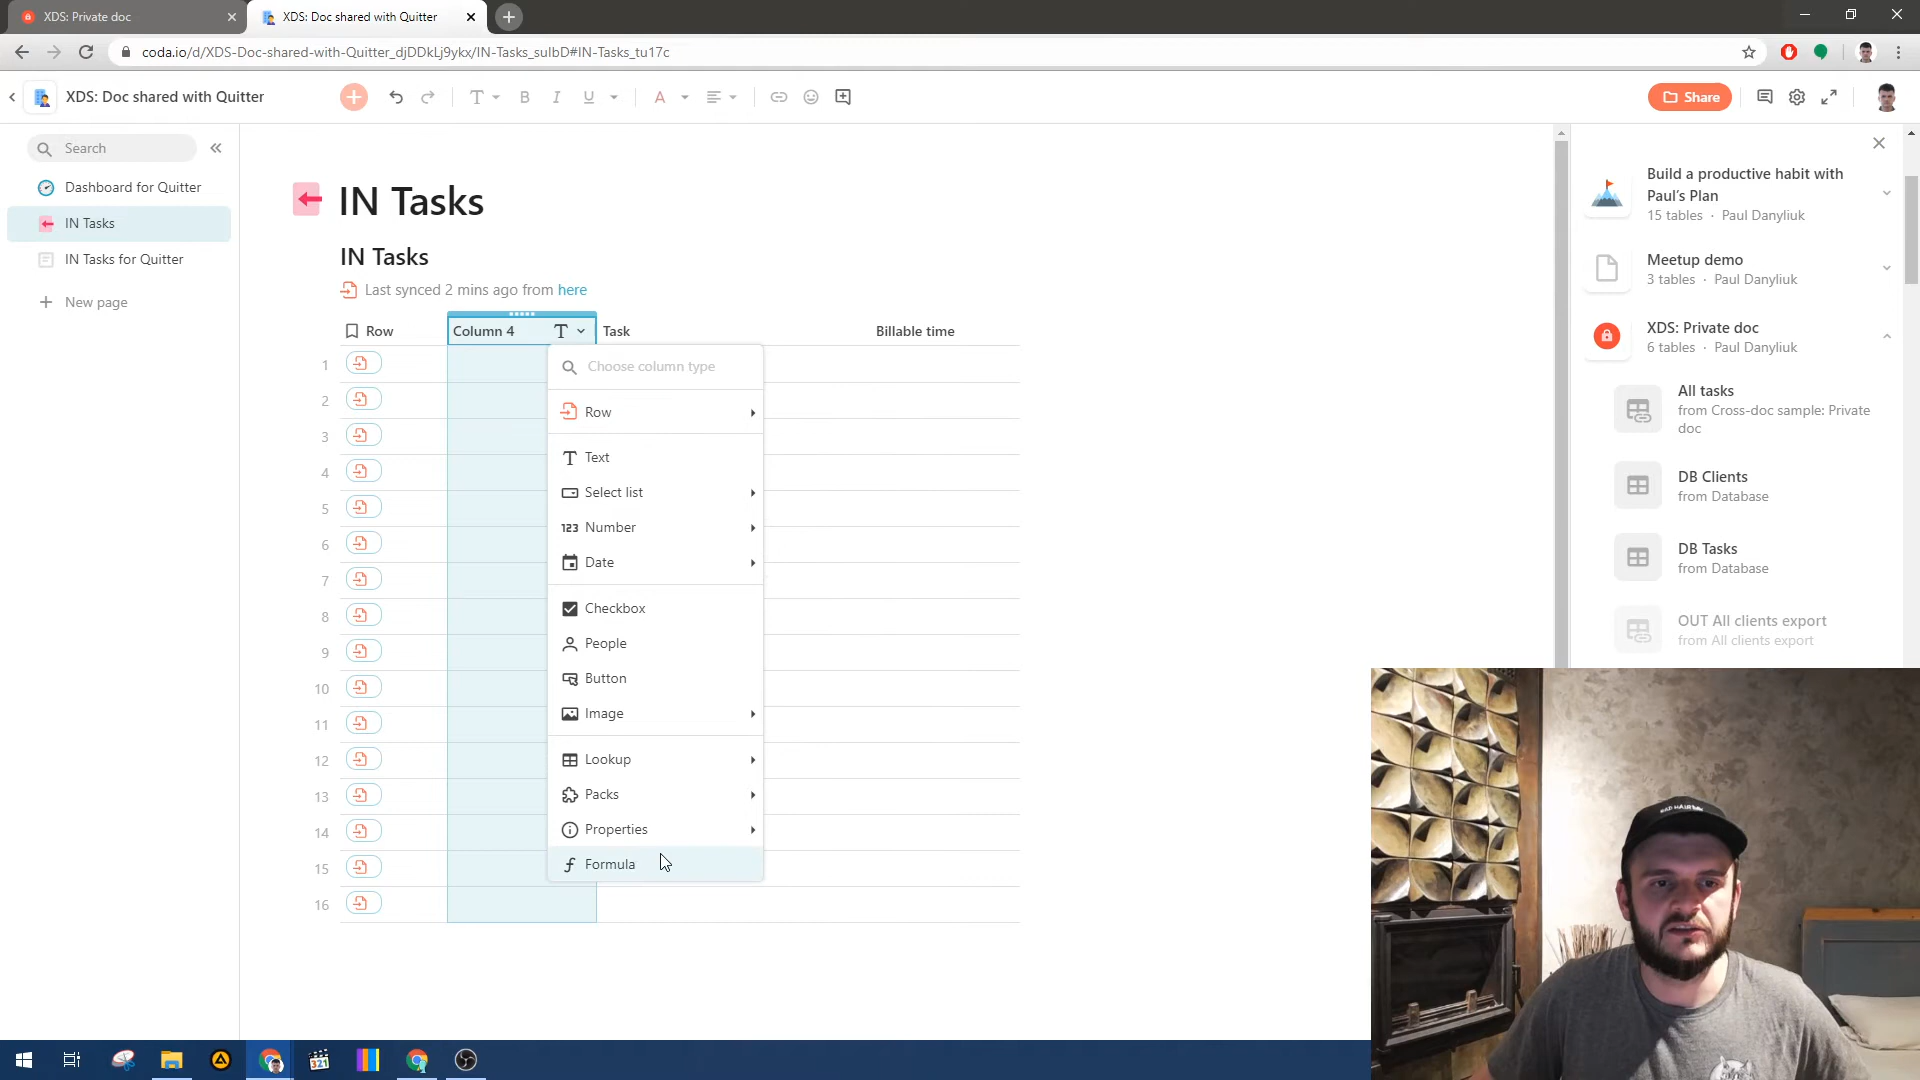 XDS: Private doc
XDS: Doc shared with Quitter
coda.io/d/XDS-Doc-shared-with-Quitter_djDDkLj9ykx/IN-Tasks_suIbD#IN-Tasks_tu17c
XDS: Doc shared with Quitter
Share
Search
Dashboard for Quitter
IN Tasks
IN Tasks for Quitter
New page
IN Tasks
IN Tasks
Last synced 2 mins ago from here
Row
Column 4
Task
Billable time
1
2
3
4
5
6
7
8
9
10
11
12
13
14
15
16
Choose column type
Row
Text
Select list
123 Number
Date
Checkbox
People
Button
Image
Lookup
Packs
Properties
Formula
Build a productive habit with
Paul's Plan
15 tables · Paul Danyliuk
Meetup demo
3 tables · Paul Danyliuk
XDS: Private doc
6 tables · Paul Danyliuk
All tasks
from Cross-doc sample: Private
doc
DB Clients
from Database
DB Tasks
from Database
OUT All clients export
from All clients export
321